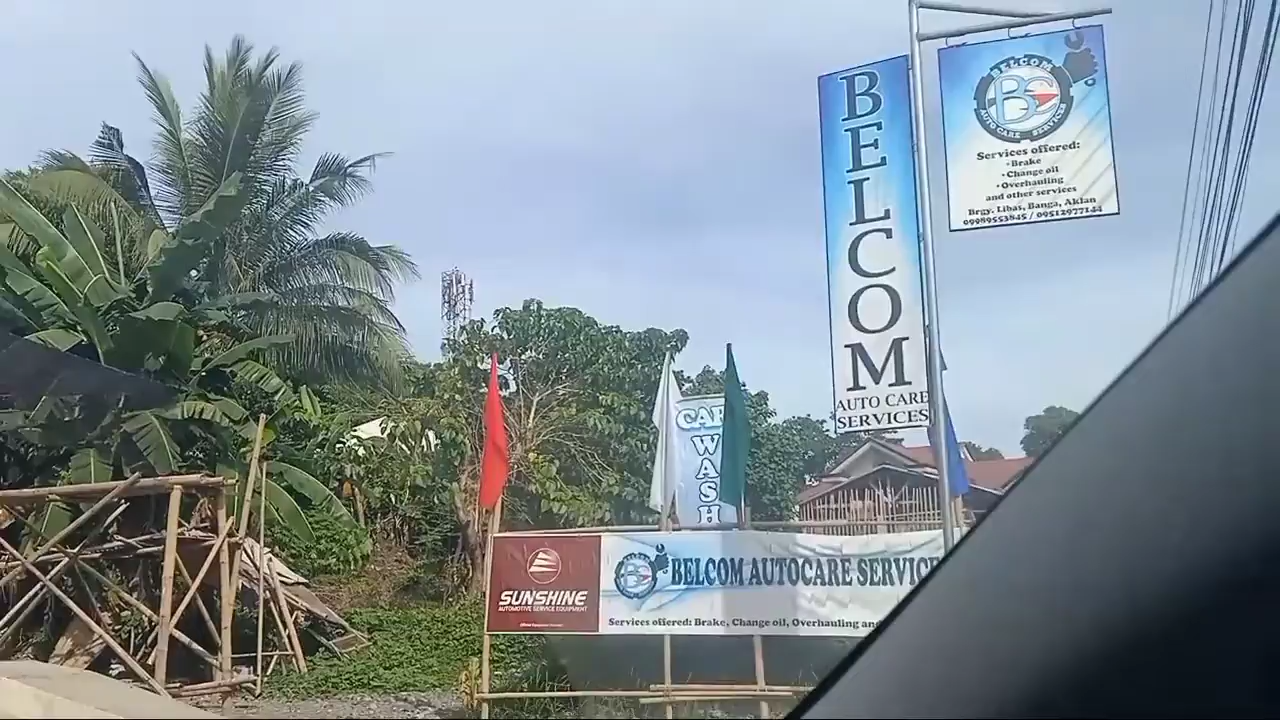 BELCOM
AUTO CARE
SERVICES
BELCOM
BC
AUTO CARE SERVICES
Services offered:
• Brake
• Change oil
• Overhauling
and other services
Brgy. Libas, Banga, Aklan
09989553845 / 09512977144
CAR
WASH
SUNSHINE
AUTOMOTIVE SERVICE EQUIPMENT
BELCOM AUTOCARE SERVICE
Services offered: Brake, Change oil, Overhauling and